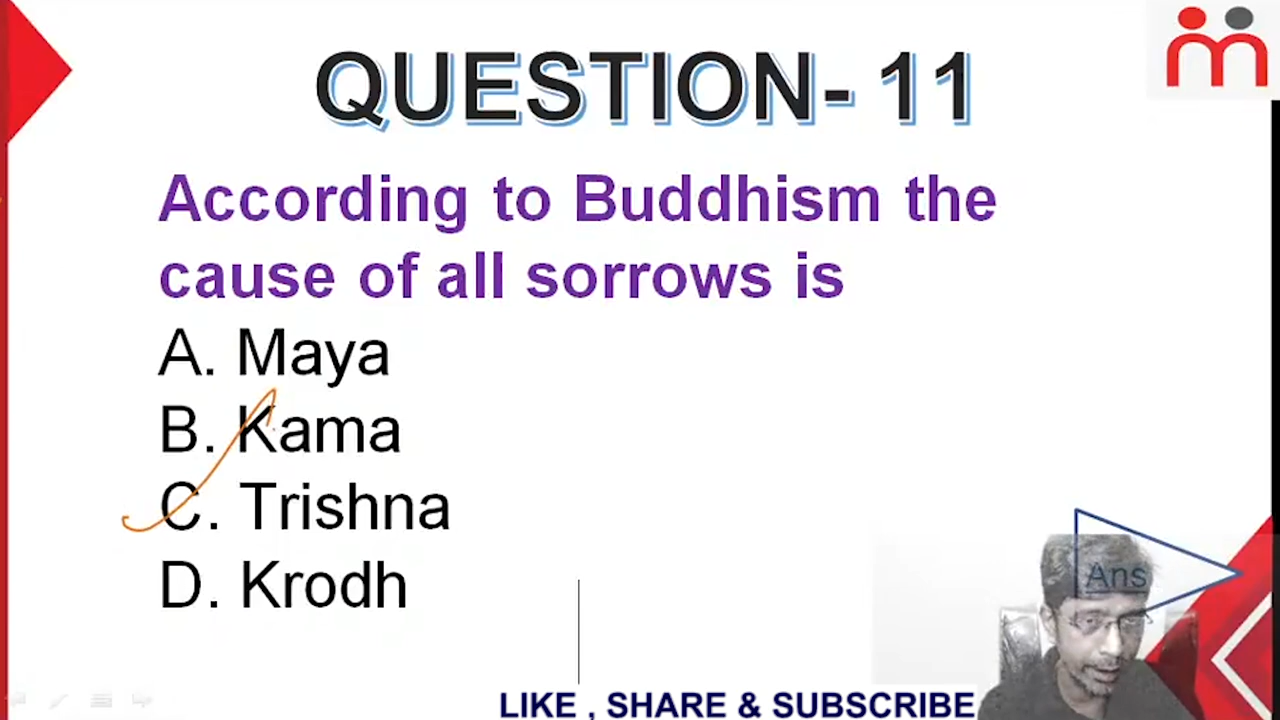 QUESTION- 11
According to Buddhism the
cause of all sorrows is
A. Maya
B. Kama
C. Trishna
D. Krodh
Ans
LIKE , SHARE & SUBSCRIBE